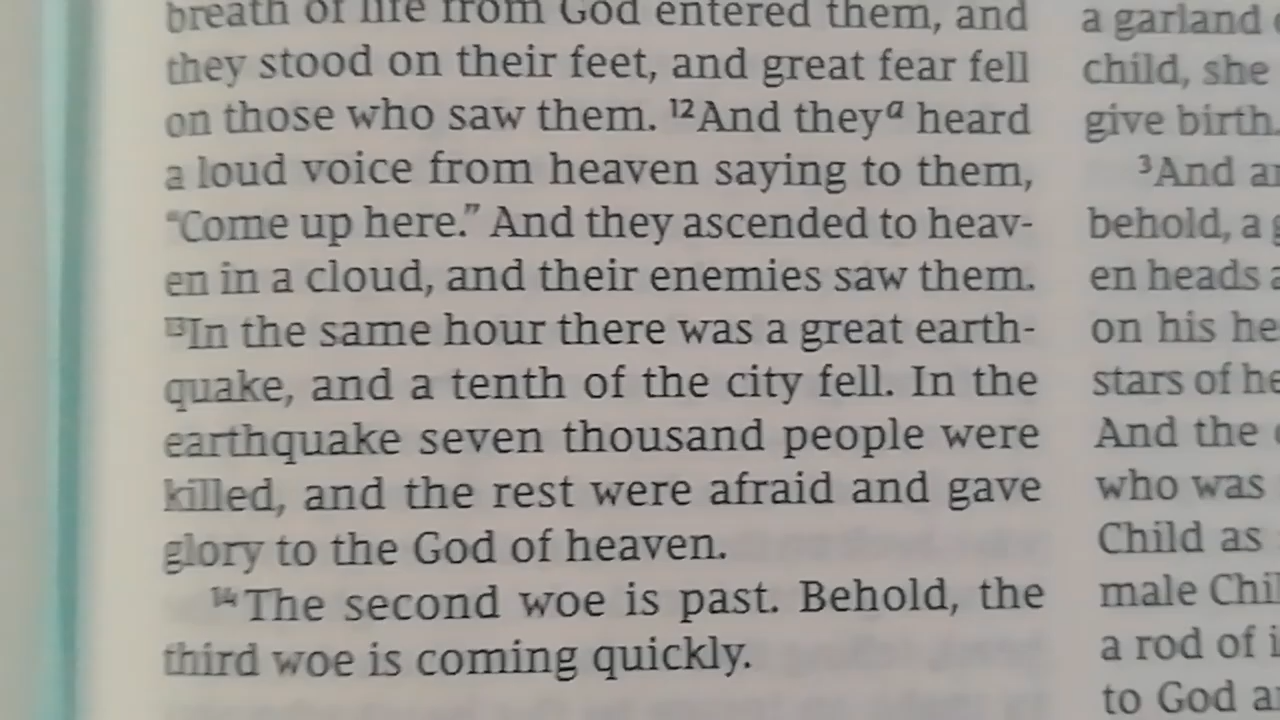 breath of life from God entered them, and
they stood on their feet, and great fear fell
on those who saw them. ¹²And theyᵃ heard
a loud voice from heaven saying to them,
“Come up here.” And they ascended to heav-
en in a cloud, and their enemies saw them.
¹³In the same hour there was a great earth-
quake, and a tenth of the city fell. In the
earthquake seven thousand people were
killed, and the rest were afraid and gave
glory to the God of heaven.
¹⁴The second woe is past. Behold, the
third woe is coming quickly.
a garland
child, she
give birth.
³And
behold, a
en heads
on his
stars of
And the
who was
Child as
male
a rod of
to God